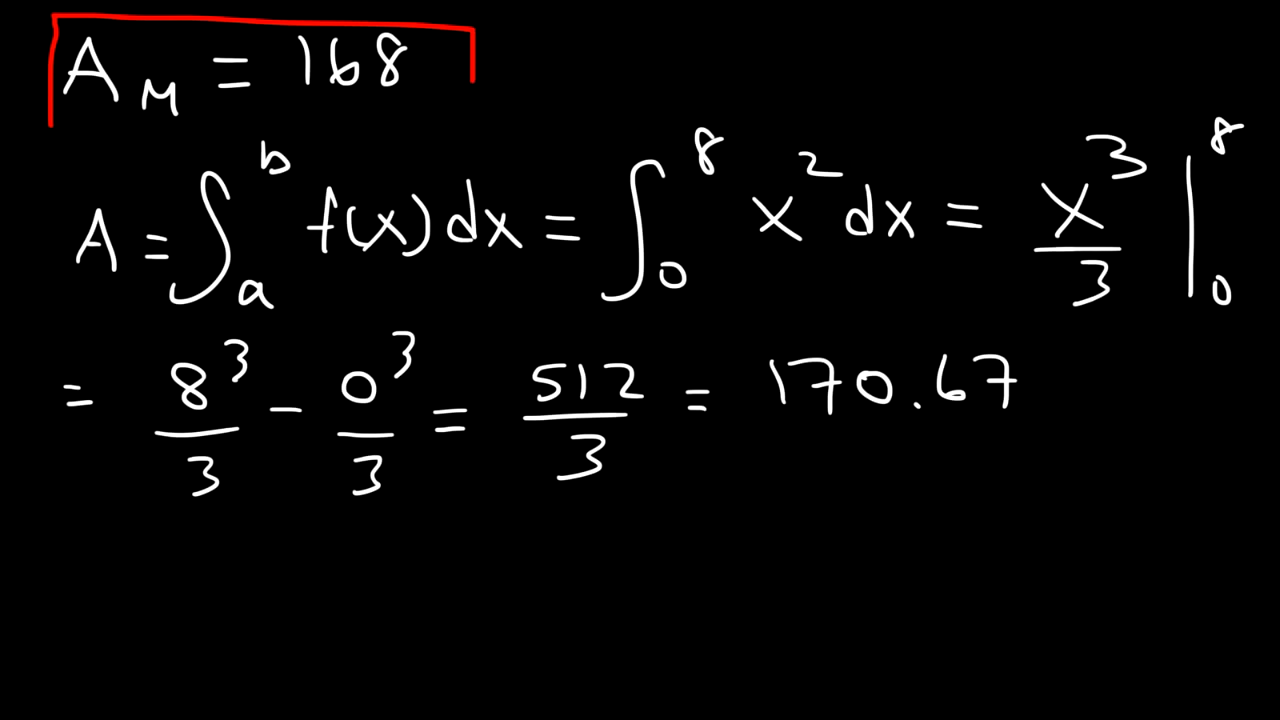 A_M = 168
A = ∫_a^b f(x) dx = ∫_0^8 x^2 dx = x^3/3 |_0^8
= 8^3/3 - 0^3/3 = 512/3 = 170.67